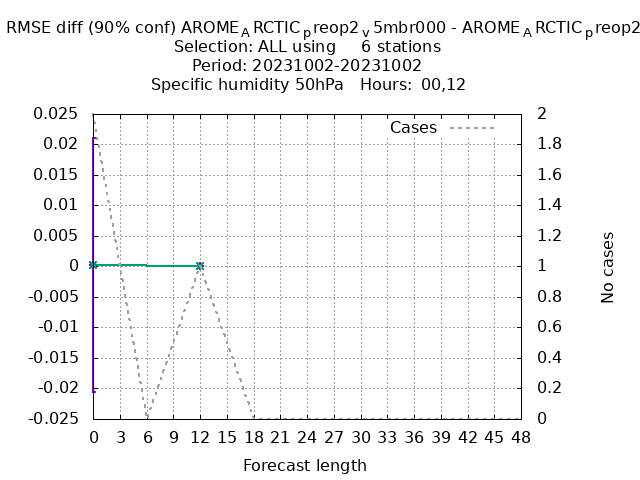 RMSE diff (90% conf) AROME_ARCTIC_preop2_v5mbr000 - AROME_ARCTIC_preop2
Selection: ALL using 6 stations
Period: 20231002-20231002
Specific humidity 50hPa Hours: 00,12
Cases
0.025
0.02
0.015
0.01
0.005
0
-0.005
-0.01
-0.015
-0.02
-0.025
2
1.8
1.6
1.4
1.2
1
0.8
0.6
0.4
0.2
0
No cases
0 3 6 9 12 15 18 21 24 27 30 33 36 39 42 45 48
Forecast length